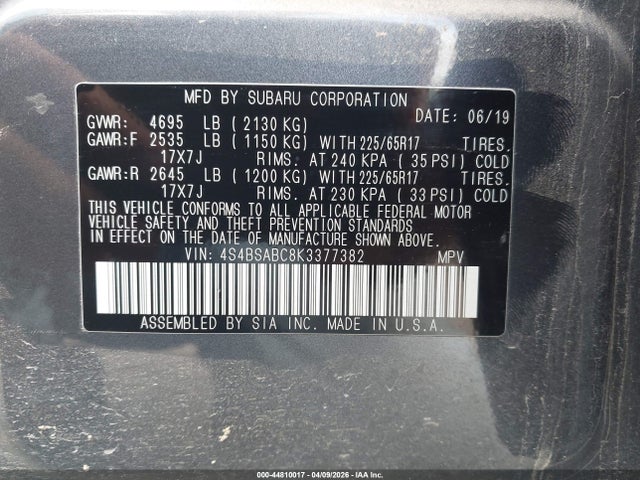 MFD BY SUBARU CORPORATION
GVWR: 4695 LB ( 2130 KG) DATE: 06/19
GAWR:F 2535 LB ( 1150 KG) WITH 225/65R17 TIRES.
17X7J RIMS. AT 240 KPA ( 35 PSI) COLD
GAWR:R 2645 LB ( 1200 KG) WITH 225/65R17 TIRES.
17X7J RIMS. AT 230 KPA ( 33 PSI) COLD
THIS VEHICLE CONFORMS TO ALL APPLICABLE FEDERAL MOTOR
VEHICLE SAFETY AND THEFT PREVENTION STANDARDS
IN EFFECT ON THE DATE OF MANUFACTURE SHOWN ABOVE.
VIN: 4S4BSABC8K3377382 MPV
ASSEMBLED BY SIA INC. MADE IN U.S.A.
000-44810017 04/09/2026 IAA Inc.